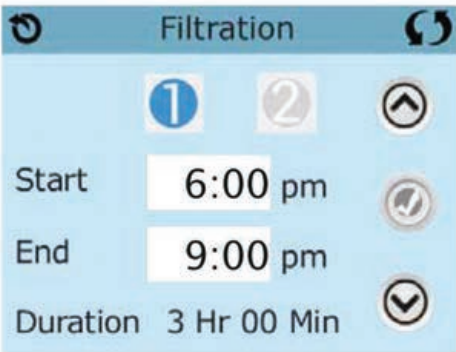 Filtration
1 2
Start 6:00 pm
End 9:00 pm
Duration 3 Hr 00 Min